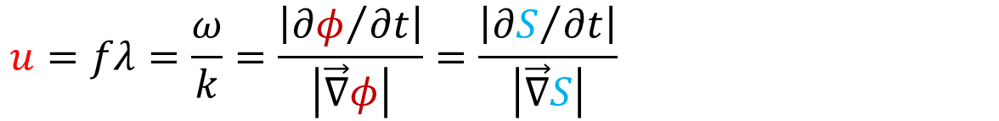 u = fλ = ω/k = |∂ϕ/∂t| / |∇⃗ϕ| = |∂S/∂t| / |∇⃗S|